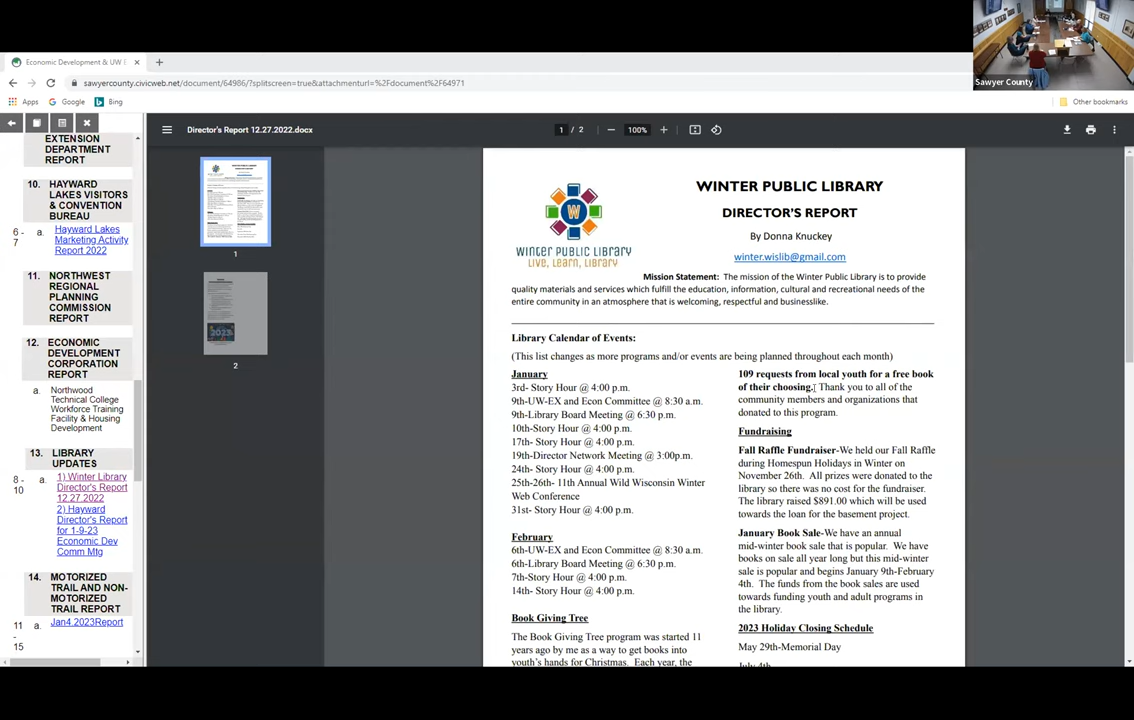 Sawyer County
Economic Development & UW E
sawyercounty.civicweb.net/document/64986/?splitscreen=true&attachmenturl=%2Fdocument%2F64971
Apps
Google
Bing
Other bookmarks
EXTENSION
DEPARTMENT
REPORT
10. HAYWARD
LAKES VISITORS
& CONVENTION
BUREAU
6 -
7
a. Hayward Lakes
Marketing Activity
Report 2022
11. NORTHWEST
REGIONAL
PLANNING
COMMISSION
REPORT
12. ECONOMIC
DEVELOPMENT
CORPORATION
REPORT
a. Northwood
Technical College
Workforce Training
Facility & Housing
Development
13. LIBRARY
UPDATES
8 -
10
a. 1) Winter Library
Director's Report
12.27.2022
2) Hayward
Director's Report
for 1-9-23
Economic Dev
Comm Mtg
14. MOTORIZED
TRAIL AND NON-
MOTORIZED
TRAIL REPORT
11
-
15
a. Jan4.2023Report
Director's Report 12.27.2022.docx
1 / 2
100%
1
2023
2
W
WINTER PUBLIC LIBRARY
LIVE, LEARN, LIBRARY
WINTER PUBLIC LIBRARY
DIRECTOR'S REPORT
By Donna Knuckey
winter.wislib@gmail.com
Mission Statement: The mission of the Winter Public Library is to provide
quality materials and services which fulfill the education, information, cultural and recreational needs of the
entire community in an atmosphere that is welcoming, respectful and businesslike.
Library Calendar of Events:
(This list changes as more programs and/or events are being planned throughout each month)
January
3rd- Story Hour @ 4:00 p.m.
9th-UW-EX and Econ Committee @ 8:30 a.m.
9th-Library Board Meeting @ 6:30 p.m.
10th-Story Hour @ 4:00 p.m.
17th- Story Hour @ 4:00 p.m.
19th-Director Network Meeting @ 3:00p.m.
24th- Story Hour @ 4:00 p.m.
25th-26th- 11th Annual Wild Wisconsin Winter
Web Conference
31st- Story Hour @ 4:00 p.m.
February
6th-UW-EX and Econ Committee @ 8:30 a.m.
6th-Library Board Meeting @ 6:30 p.m.
7th-Story Hour @ 4:00 p.m.
14th- Story Hour @ 4:00 p.m.
Book Giving Tree
The Book Giving Tree program was started 11
years ago by me as a way to get books into
youth's hands for Christmas. Each year, the
109 requests from local youth for a free book
of their choosing. Thank you to all of the
community members and organizations that
donated to this program.
Fundraising
Fall Raffle Fundraiser-We held our Fall Raffle
during Homespun Holidays in Winter on
November 26th. All prizes were donated to the
library so there was no cost for the fundraiser.
The library raised $891.00 which will be used
towards the loan for the basement project.
January Book Sale-We have an annual
mid-winter book sale that is popular. We have
books on sale all year long but this mid-winter
sale is popular and begins January 9th-February
4th. The funds from the book sales are used
towards funding youth and adult programs in
the library.
2023 Holiday Closing Schedule
May 29th-Memorial Day
July 4th